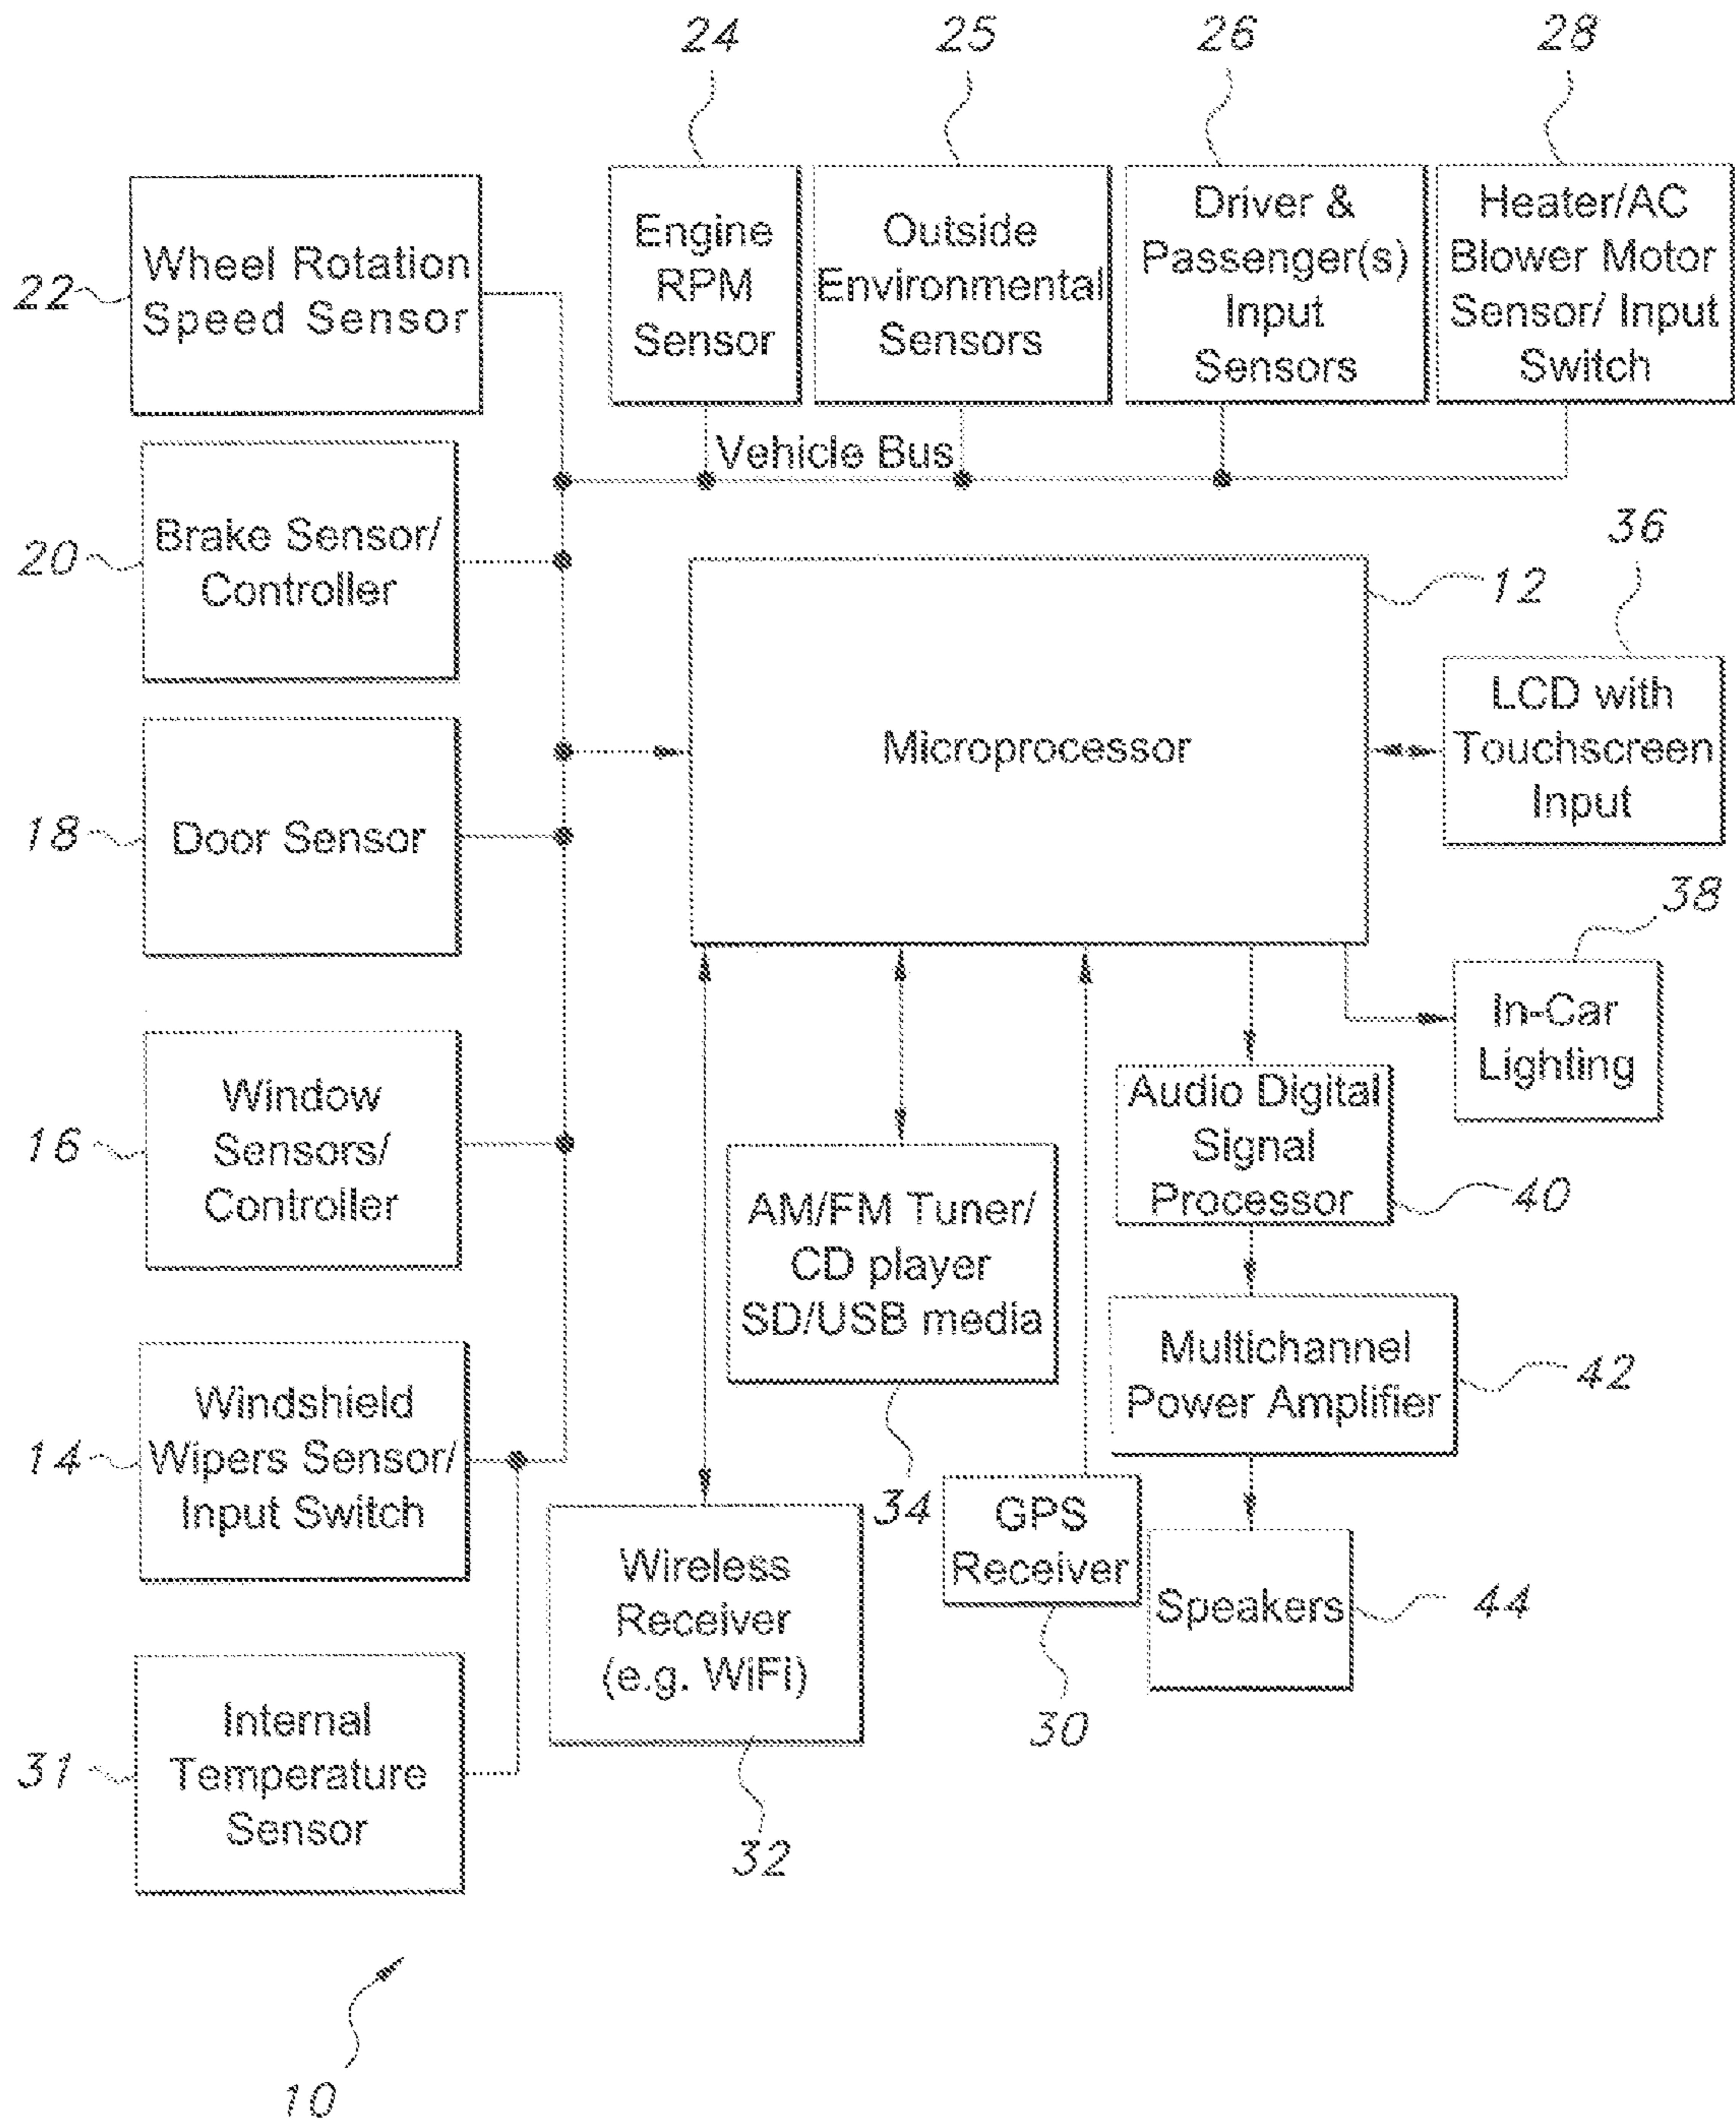 24
25
26
28
22
Wheel Rotation
Speed Sensor
Engine
RPM
Sensor
Outside
Environmental
Sensors
Driver &
Passenger(s)
Input
Sensors
Heater/AC
Blower Motor
Sensor/ Input
Switch
Vehicle Bus
20
Brake Sensor/
Controller
12
36
Microprocessor
LCD with
Touchscreen
Input
18
Door Sensor
38
In-Car
Lighting
16
Window
Sensors/
Controller
AM/FM Tuner/
CD player
SD/USB media
34
Audio Digital
Signal
Processor
40
Multichannel
Power Amplifier
42
14
Windshield
Wipers Sensor/
Input Switch
Wireless
Receiver
(e.g. WiFi)
32
GPS
Receiver
30
Speakers
44
31
Internal
Temperature
Sensor
10